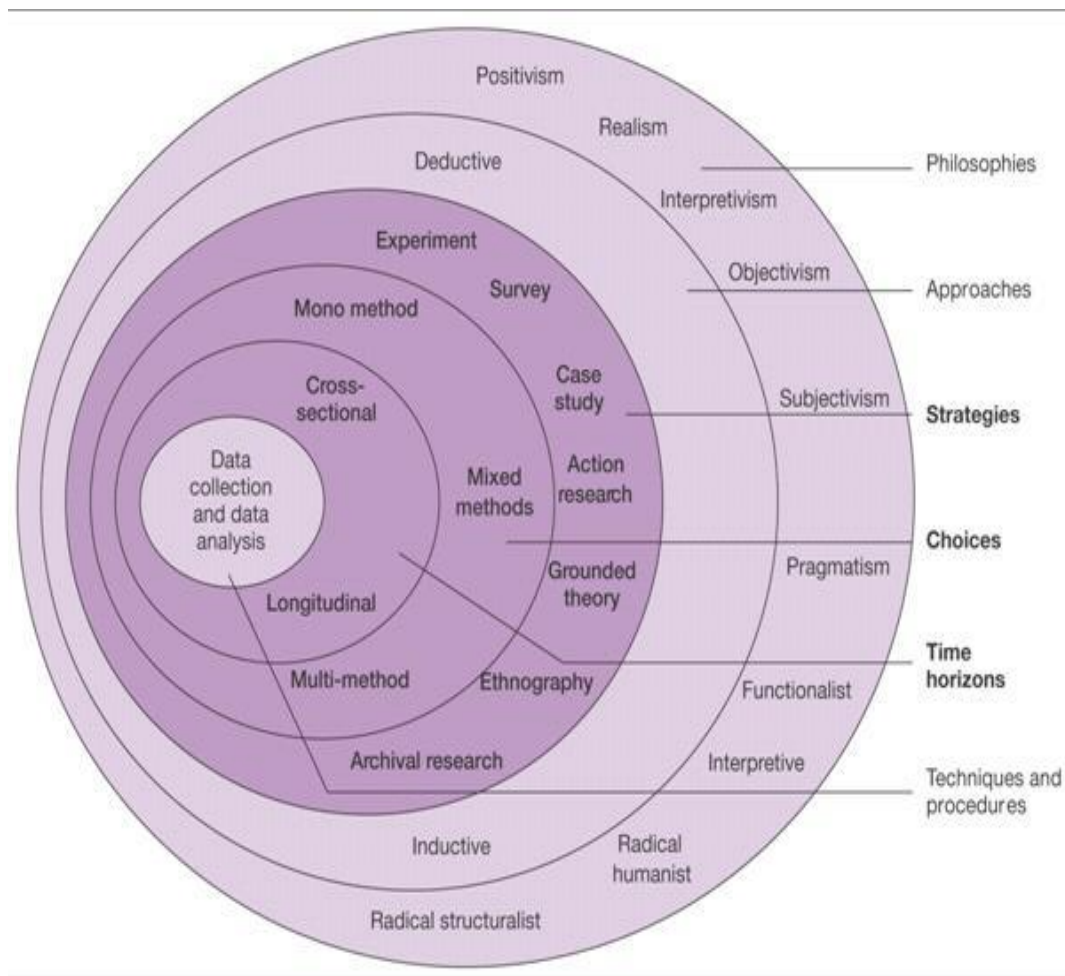 Positivism
Realism
Philosophies
Deductive
Interpretivism
Experiment
Objectivism
Survey
Approaches
Mono method
Cross-
sectional
Case
study
Subjectivism
Strategies
Data
collection
and data
analysis
Mixed
methods
Action
research
Choices
Pragmatism
Grounded
theory
Longitudinal
Time
horizons
Multi-method
Ethnography
Functionalist
Archival research
Interpretive
Techniques and
procedures
Inductive
Radical
humanist
Radical structuralist